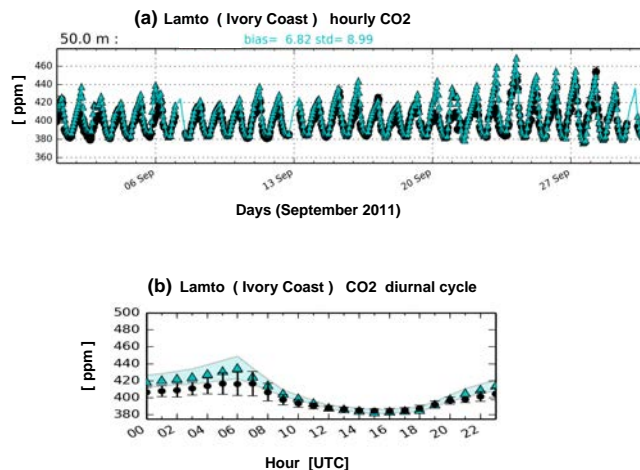 (a) Lamto ( Ivory Coast ) hourly CO2
50.0 m : bias= 6.82 std= 8.99
[ ppm ]
460
440
420
400
380
360
06 Sep 13 Sep 20 Sep 27 Sep
Days (September 2011)
(b) Lamto ( Ivory Coast ) CO2 diurnal cycle
[ ppm ]
500
480
460
440
420
400
380
00 02 04 06 08 10 12 14 16 18 20 22
Hour [UTC]